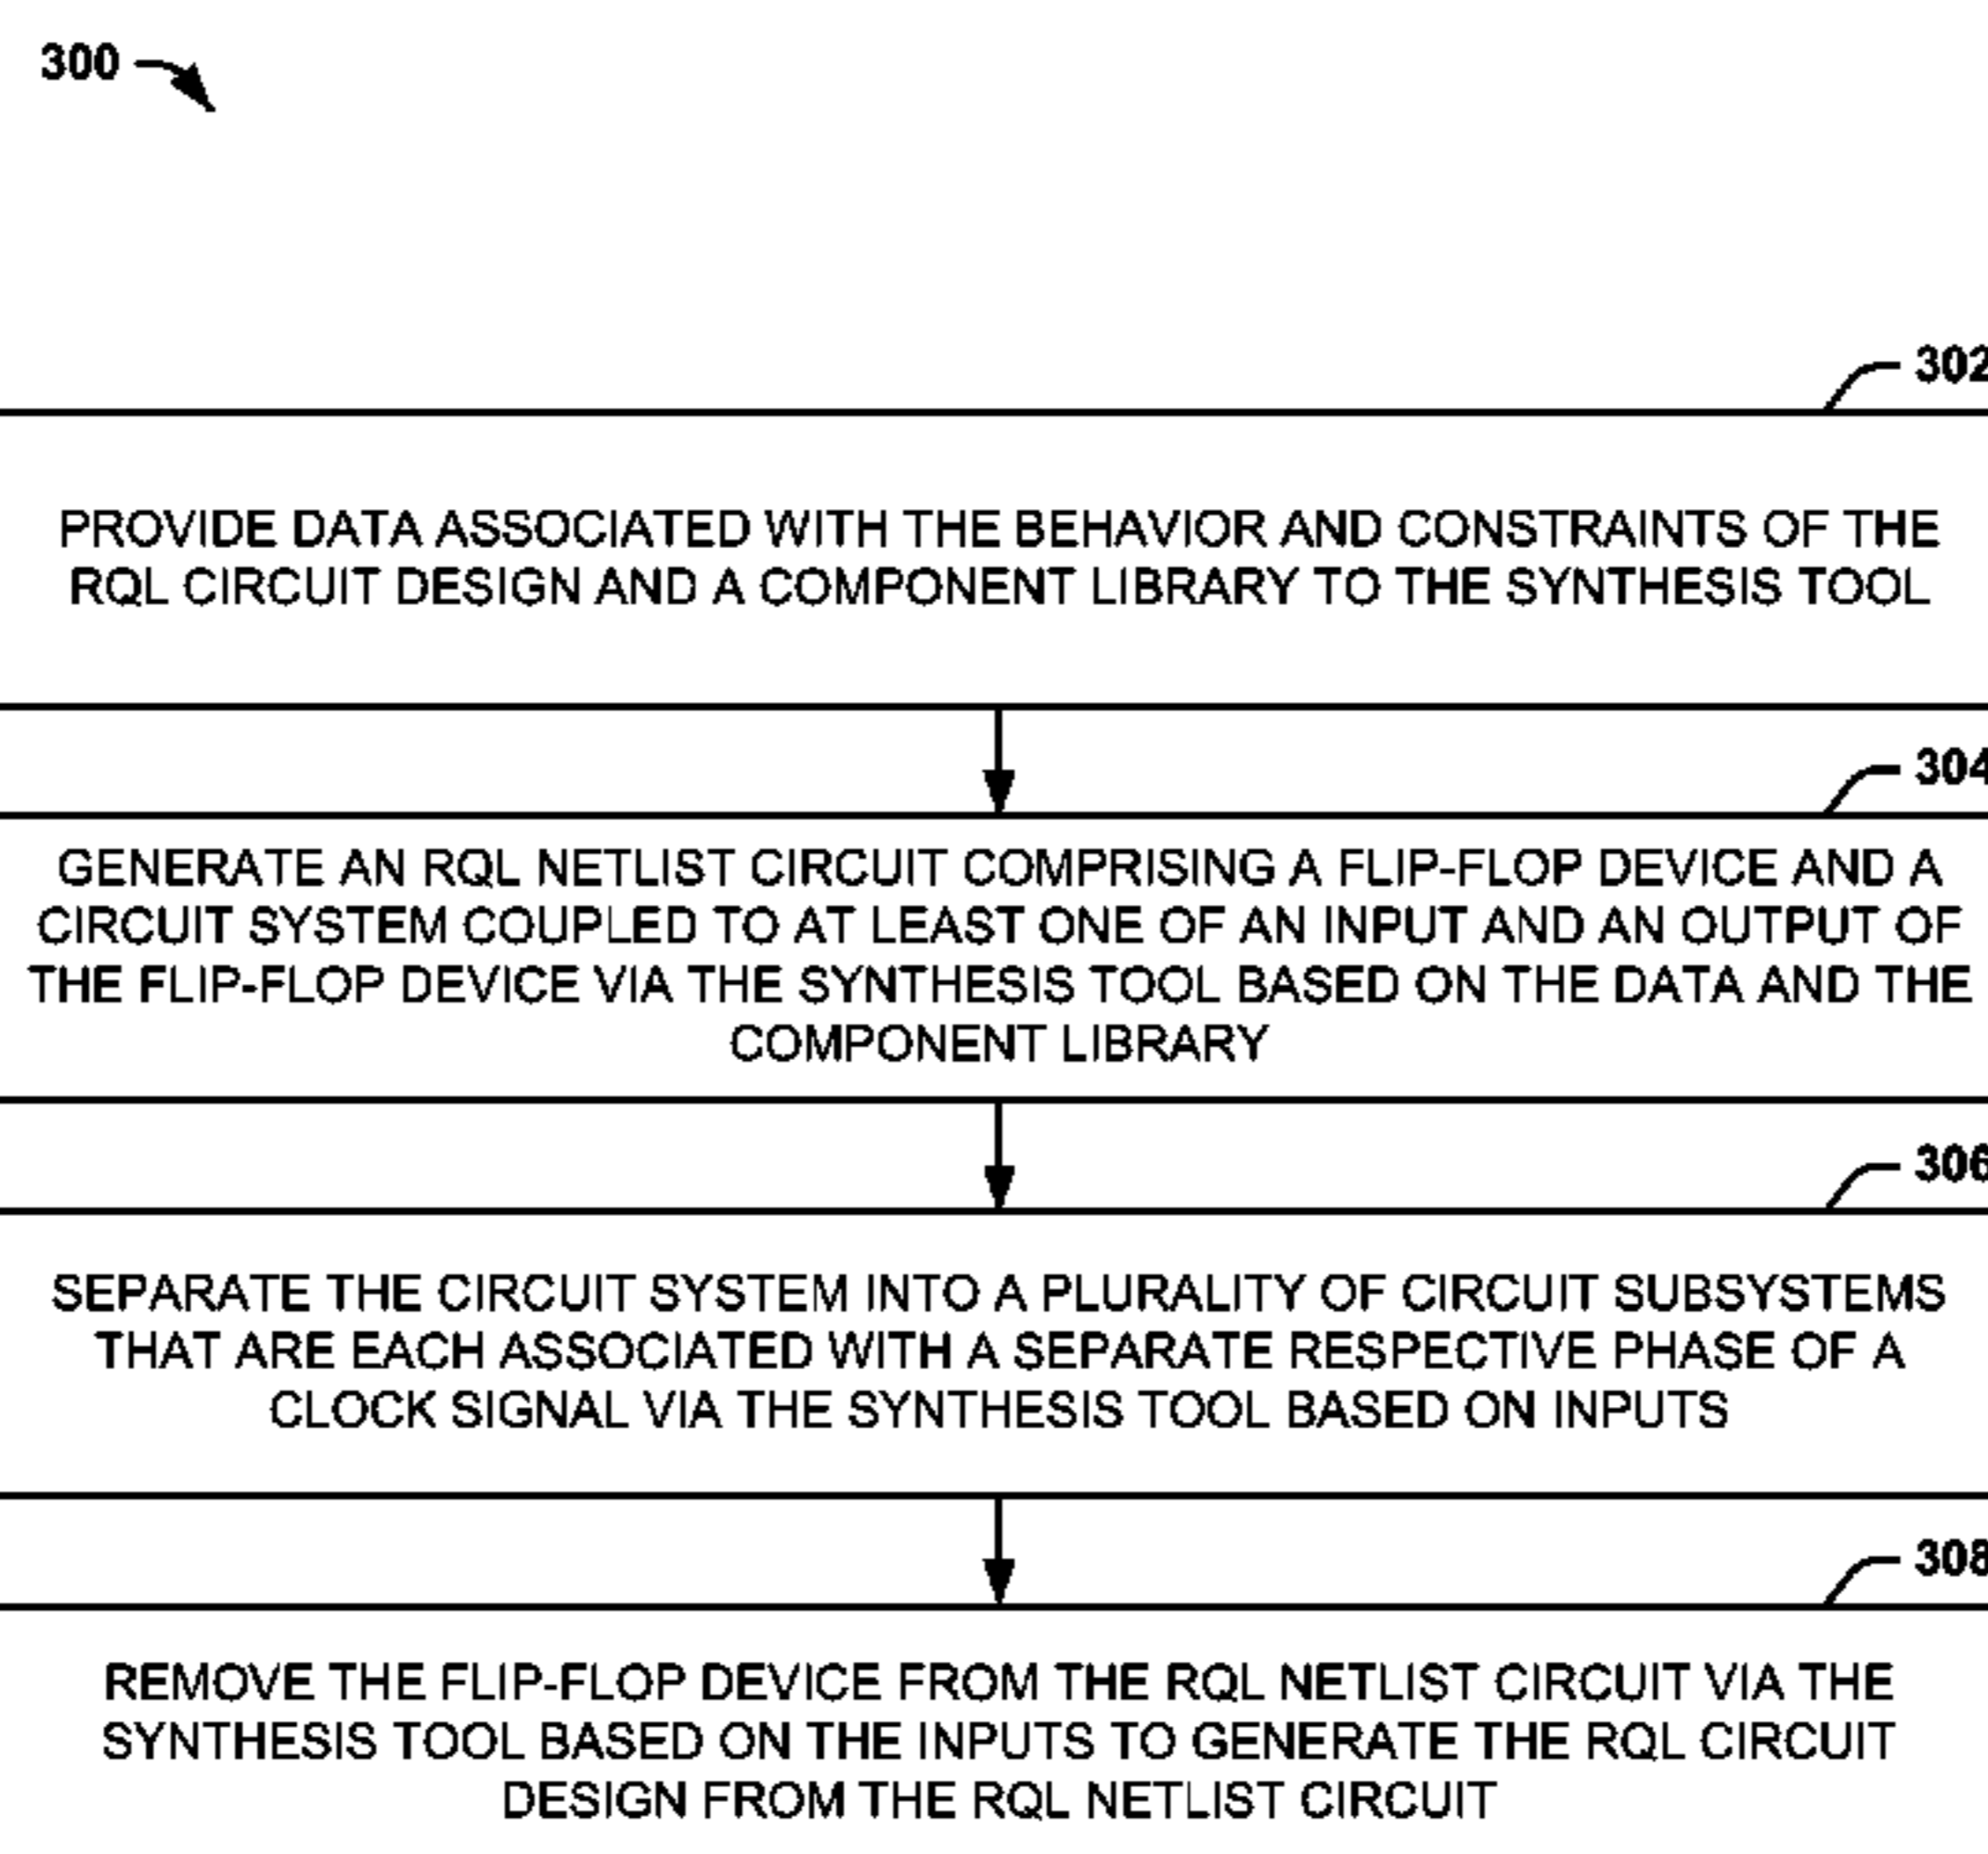 300
302
PROVIDE DATA ASSOCIATED WITH THE BEHAVIOR AND CONSTRAINTS OF THE
RQL CIRCUIT DESIGN AND A COMPONENT LIBRARY TO THE SYNTHESIS TOOL
304
GENERATE AN RQL NETLIST CIRCUIT COMPRISING A FLIP-FLOP DEVICE AND A
CIRCUIT SYSTEM COUPLED TO AT LEAST ONE OF AN INPUT AND AN OUTPUT OF
THE FLIP-FLOP DEVICE VIA THE SYNTHESIS TOOL BASED ON THE DATA AND THE
COMPONENT LIBRARY
306
SEPARATE THE CIRCUIT SYSTEM INTO A PLURALITY OF CIRCUIT SUBSYSTEMS
THAT ARE EACH ASSOCIATED WITH A SEPARATE RESPECTIVE PHASE OF A
CLOCK SIGNAL VIA THE SYNTHESIS TOOL BASED ON INPUTS
308
REMOVE THE FLIP-FLOP DEVICE FROM THE RQL NETLIST CIRCUIT VIA THE
SYNTHESIS TOOL BASED ON THE INPUTS TO GENERATE THE RQL CIRCUIT
DESIGN FROM THE RQL NETLIST CIRCUIT